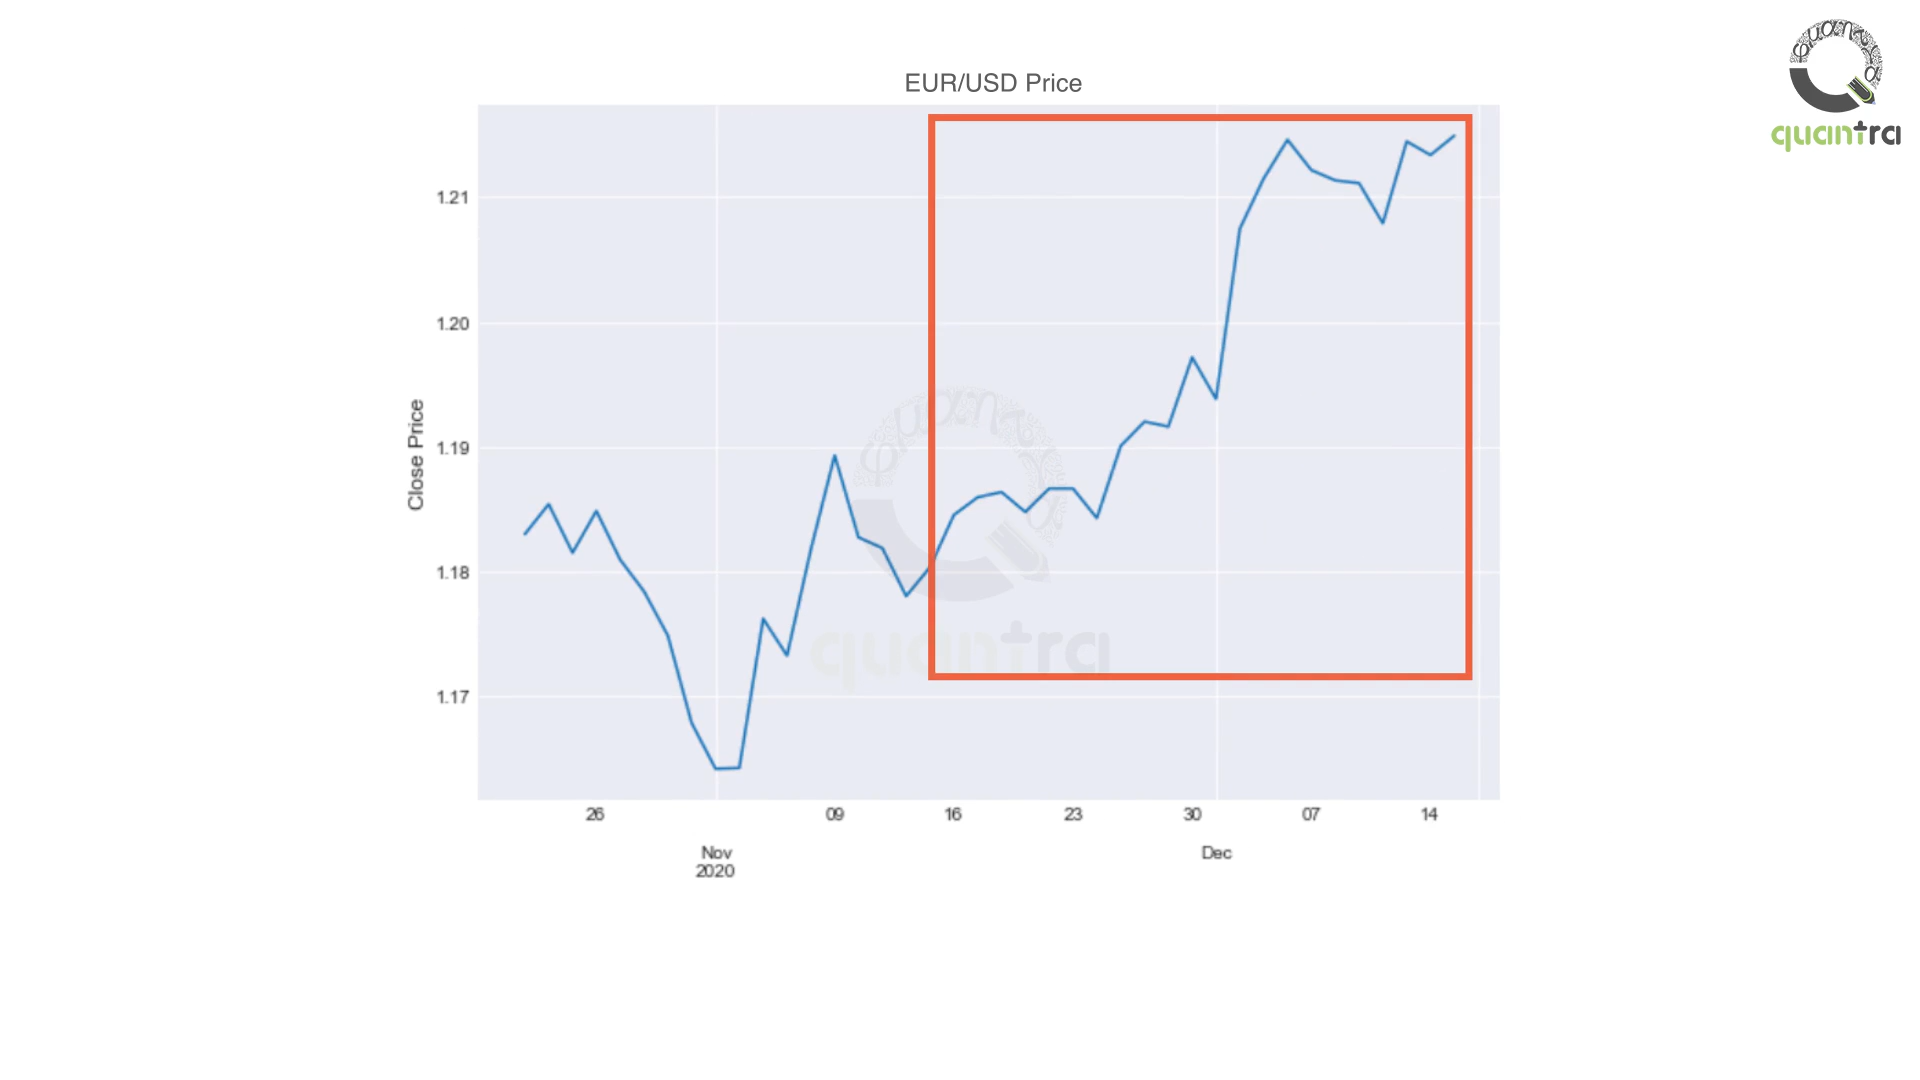 EUR/USD Price
quantra
1.21
1.20
1.19
1.18
1.17
Close Price
quantra
26
09
16
23
30
07
14
Nov
Dec
2020